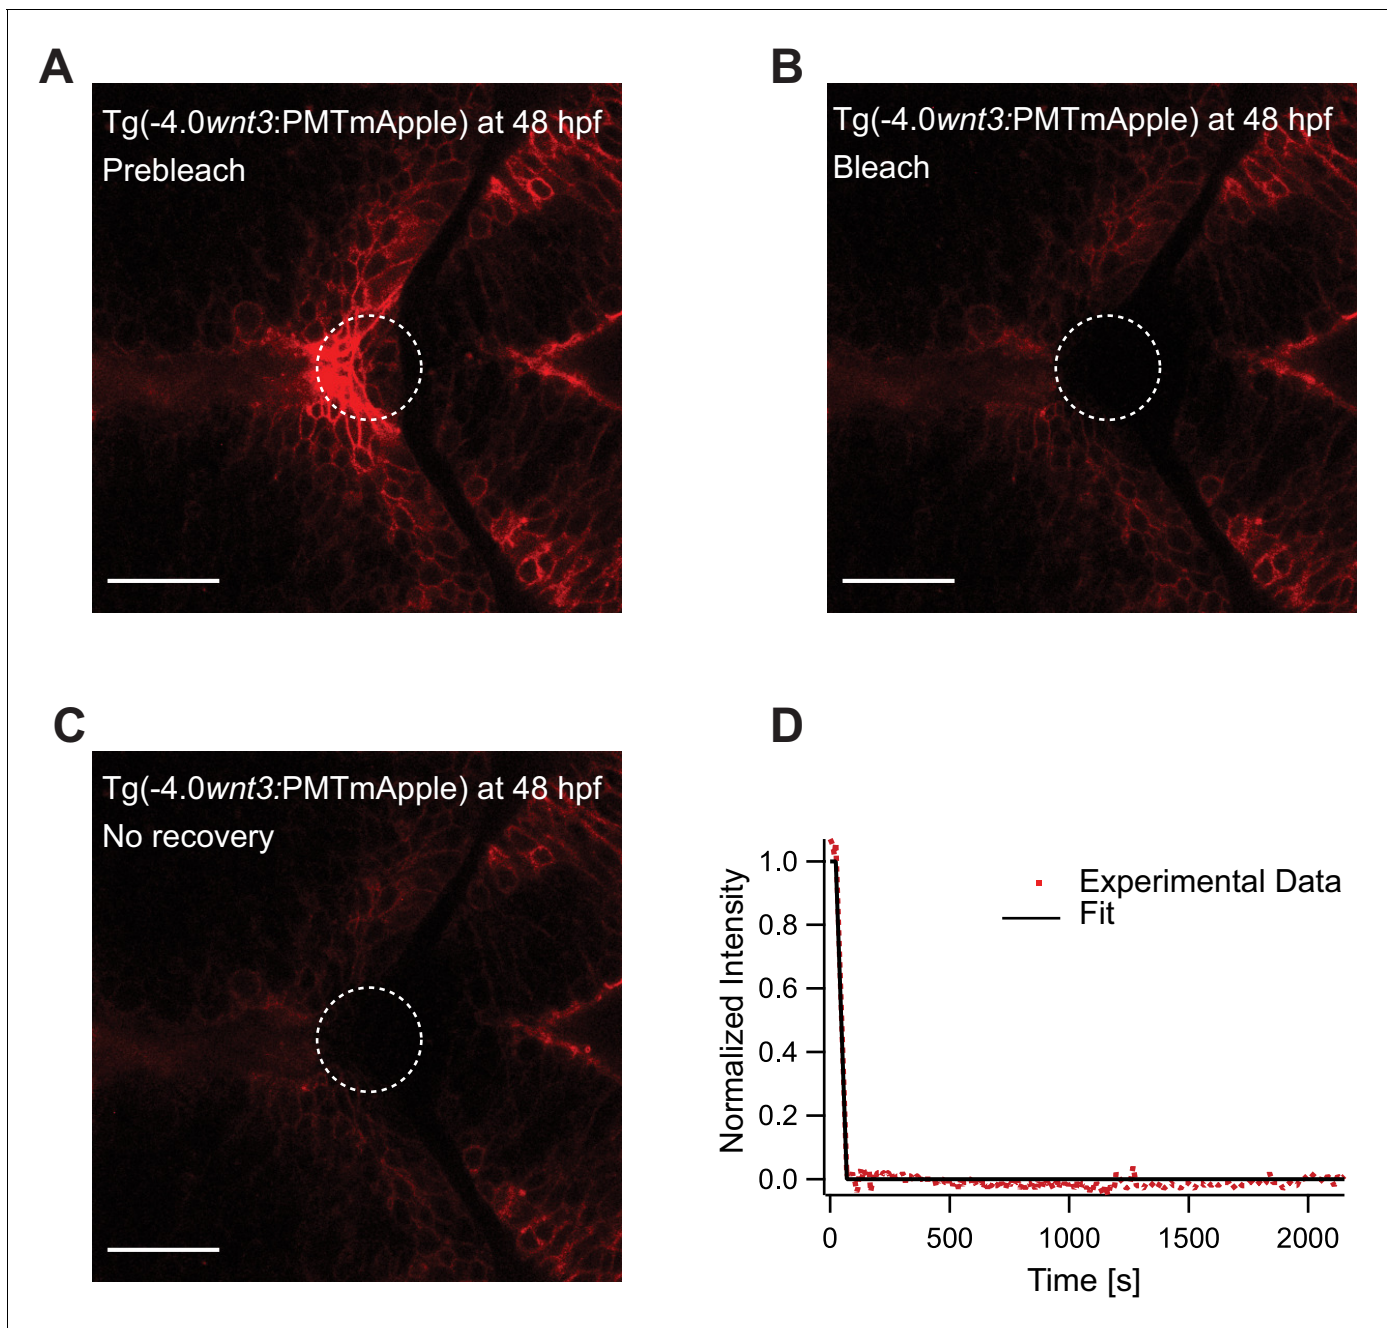 A
Tg(-4.0wnt3:PMTmApple) at 48 hpf
Prebleach
B
Tg(-4.0wnt3:PMTmApple) at 48 hpf
Bleach
C
Tg(-4.0wnt3:PMTmApple) at 48 hpf
No recovery
D
Normalized Intensity
1.0
0.8
0.6
0.4
0.2
0.0
Experimental Data
Fit
0
500
1000
1500
2000
Time [s]